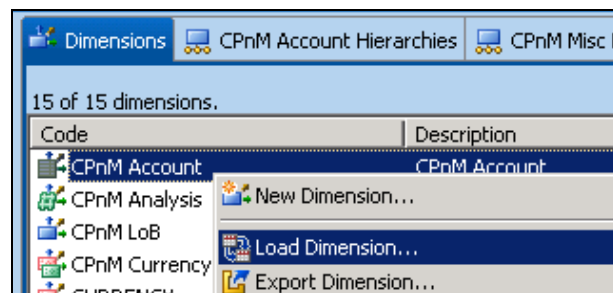 Dimensions CPnM Account Hierarchies CPnM Misc
15 of 15 dimensions.
Code Description
CPnM Account CPnM Account
CPnM Analysis New Dimension...
CPnM LoB
Load Dimension...
CPnM Currency
Export Dimension...